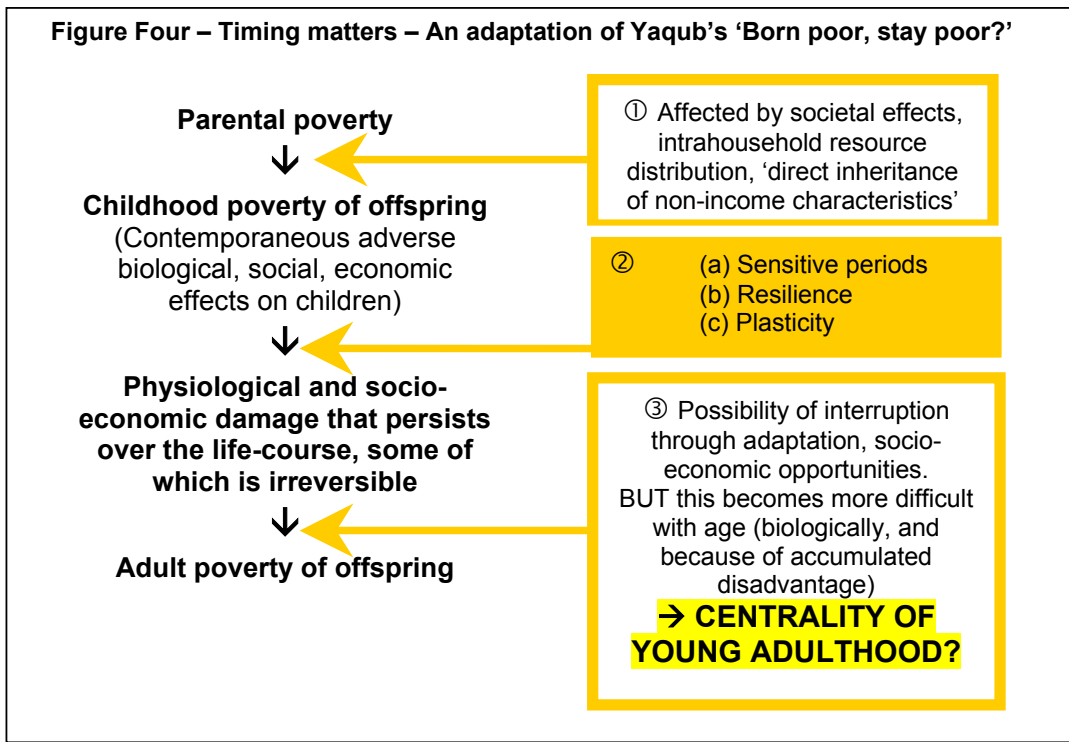 Figure Four – Timing matters – An adaptation of Yaqub's 'Born poor, stay poor?'
Parental poverty
↓
Childhood poverty of offspring
(Contemporaneous adverse
biological, social, economic
effects on children)
↓
Physiological and socio-
economic damage that persists
over the life-course, some of
which is irreversible
↓
Adult poverty of offspring
① Affected by societal effects,
intrahousehold resource
distribution, 'direct inheritance
of non-income characteristics'
② (a) Sensitive periods
(b) Resilience
(c) Plasticity
③ Possibility of interruption
through adaptation, socio-
economic opportunities.
BUT this becomes more difficult
with age (biologically, and
because of accumulated
disadvantage)
→ CENTRALITY OF
YOUNG ADULTHOOD?